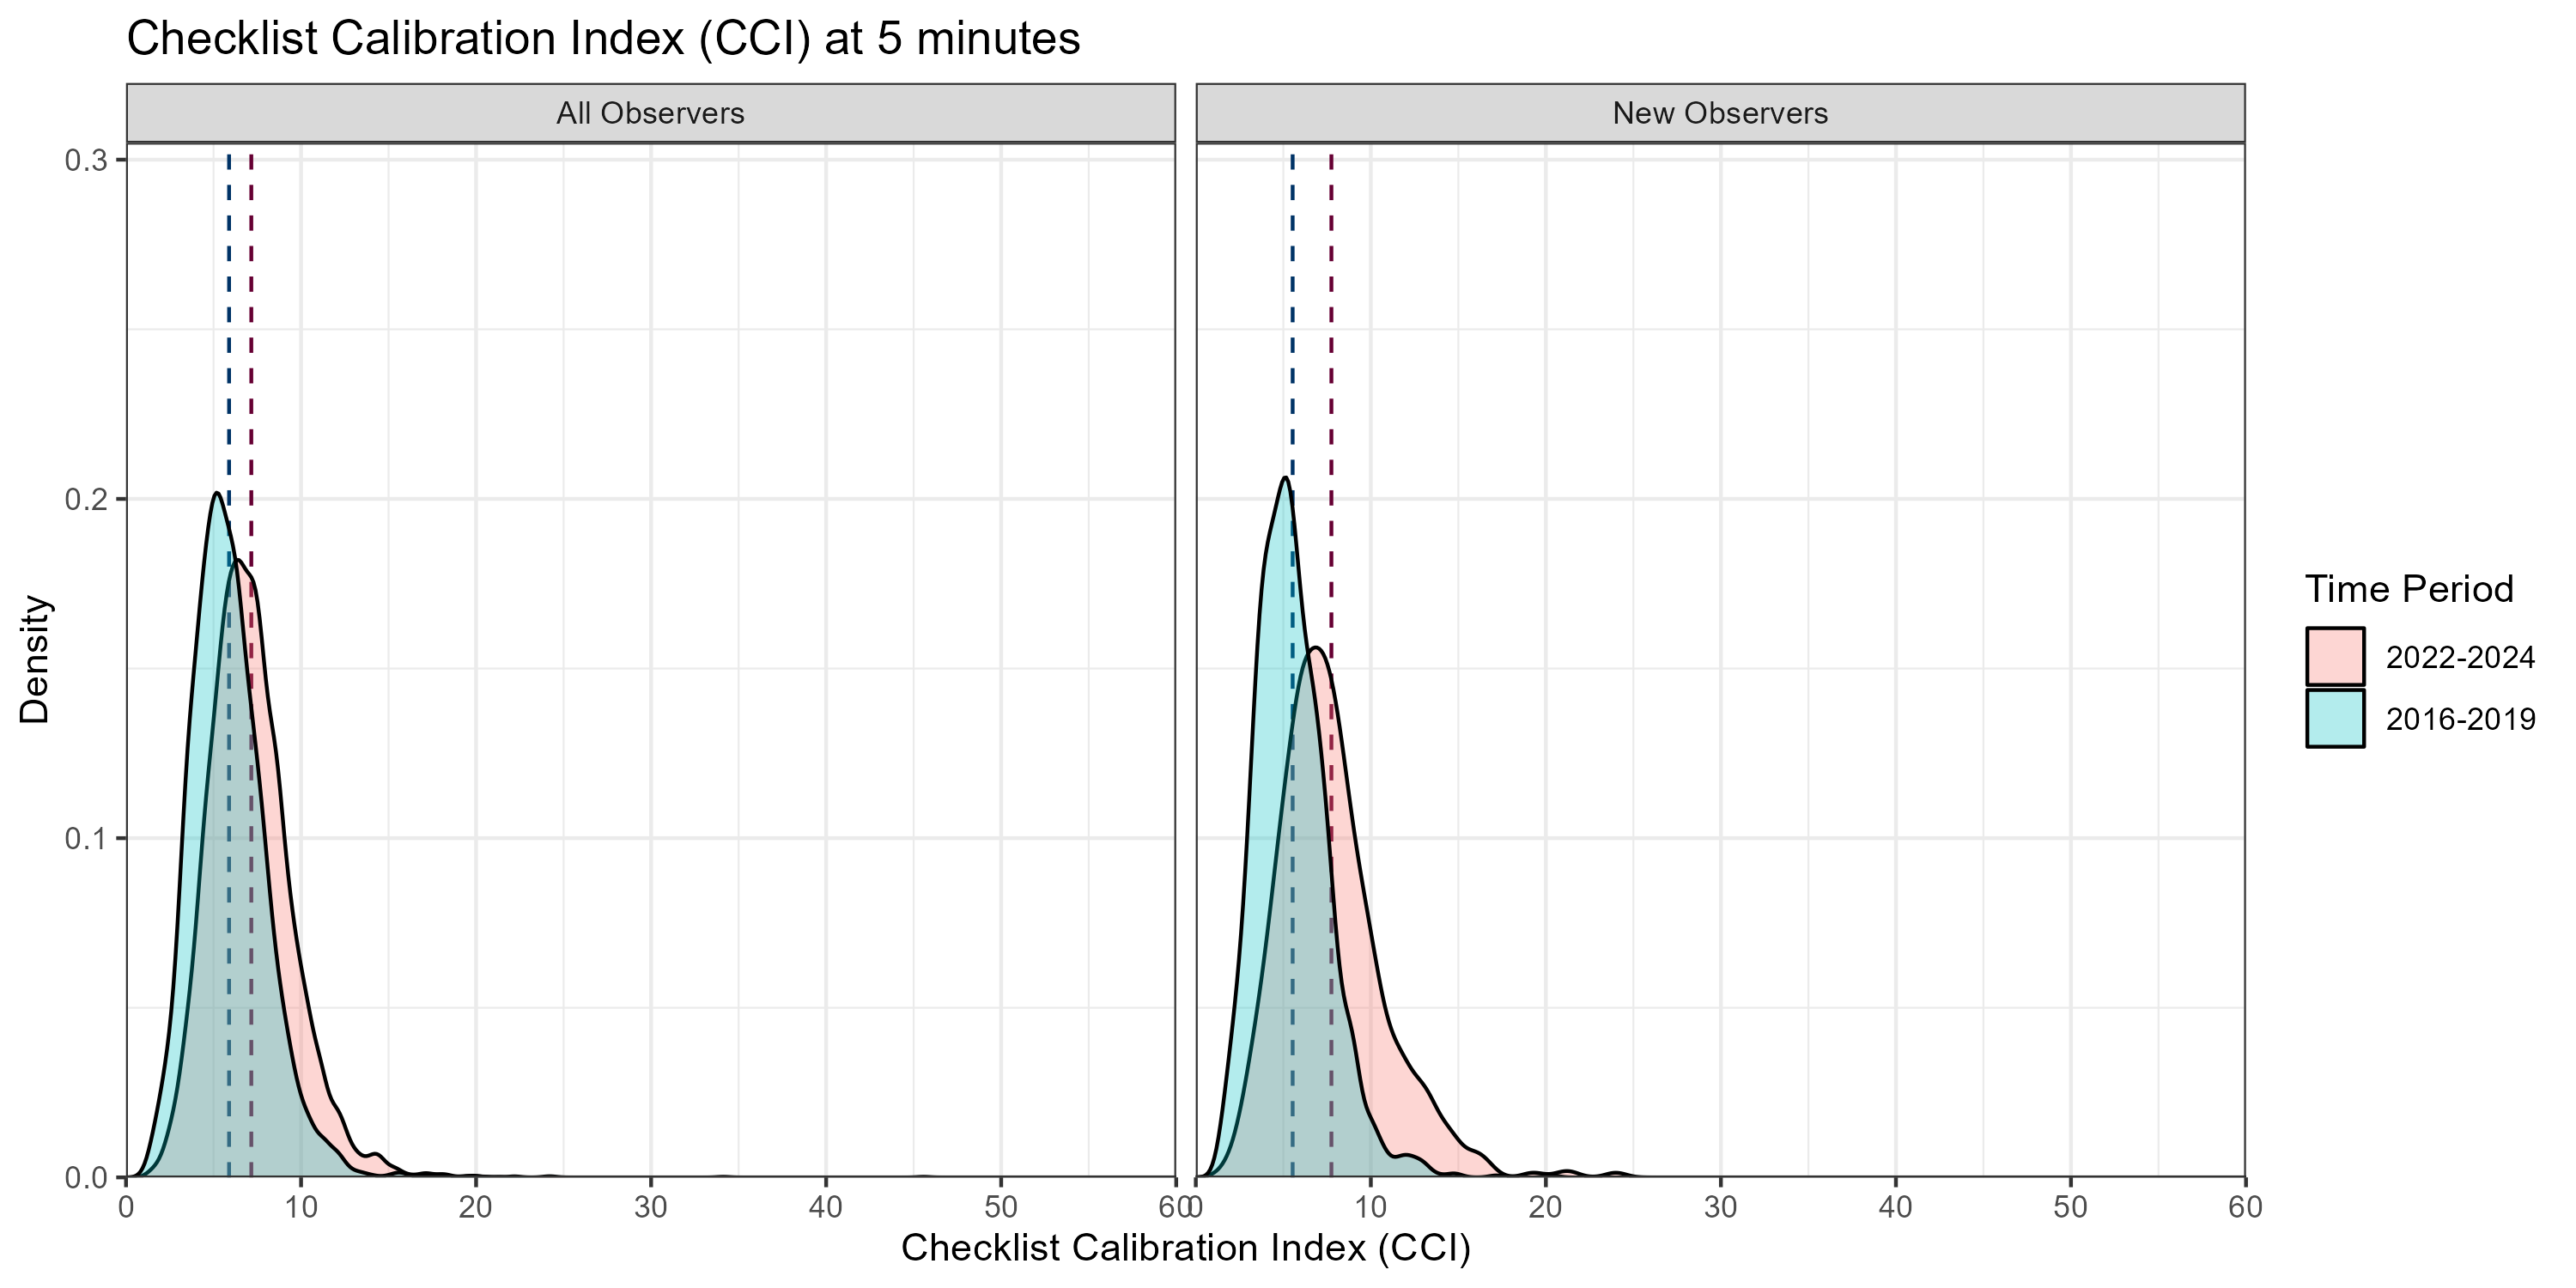 Checklist Calibration Index (CCI) at 5 minutes
All Observers
New Observers
0.3
0.2
0.1
0.0
Density
0 10 20 30 40 50 60
0 10 20 30 40 50 60
Checklist Calibration Index (CCI)
Time Period
2022-2024
2016-2019